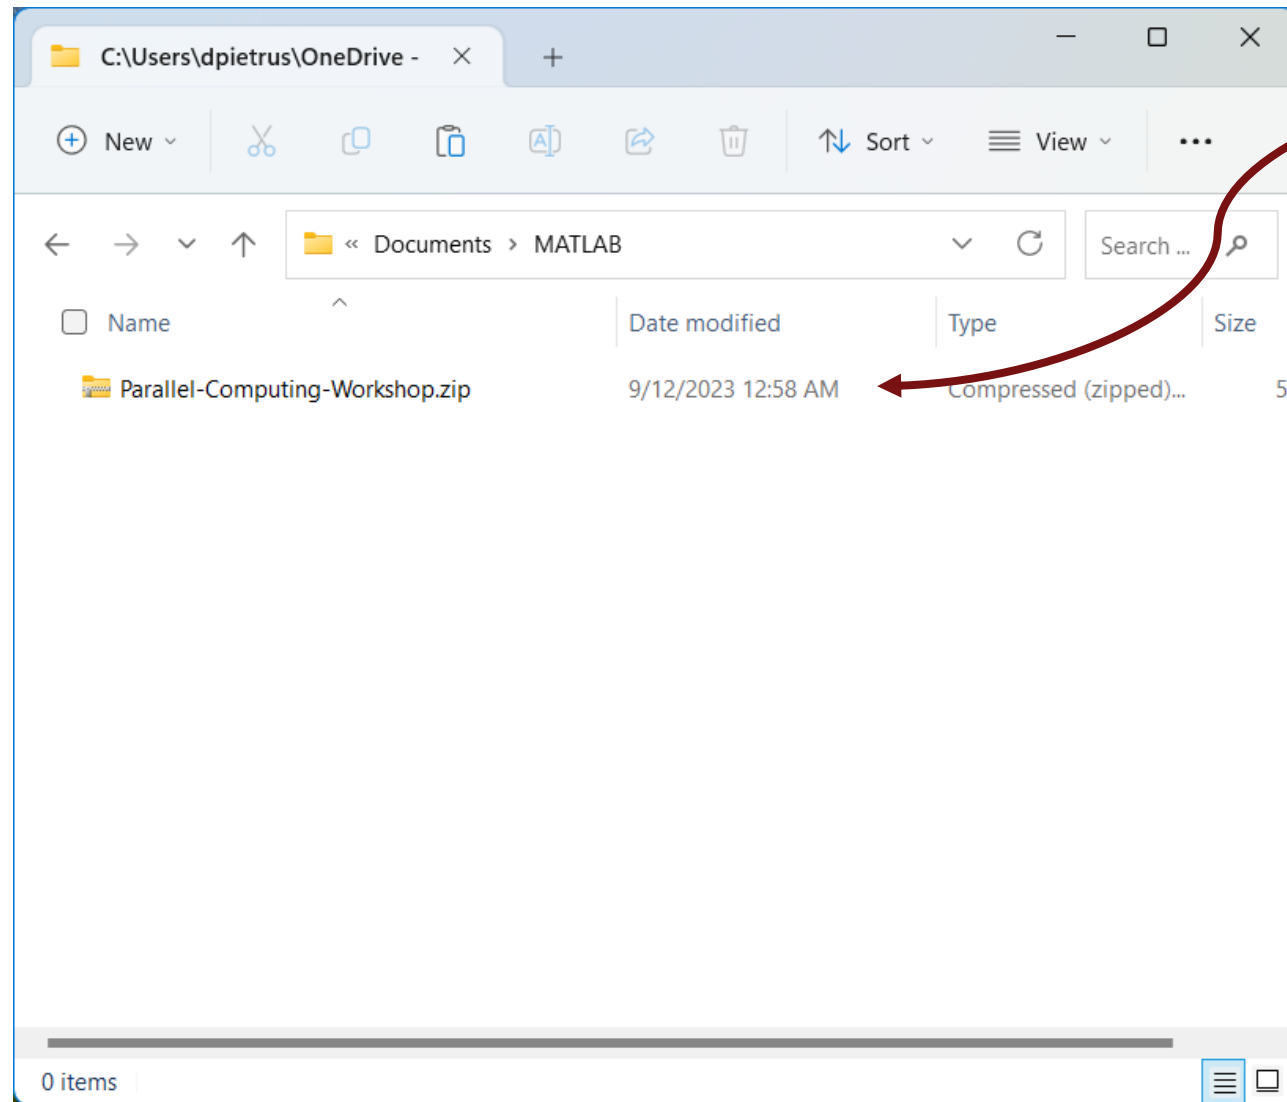 C:\Users\dpietrus\OneDrive -
New Sort View
« Documents > MATLAB Search ...
Name Date modified Type Size
Parallel-Computing-Workshop.zip 9/12/2023 12:58 AM Compressed (zipped)... 5
0 items